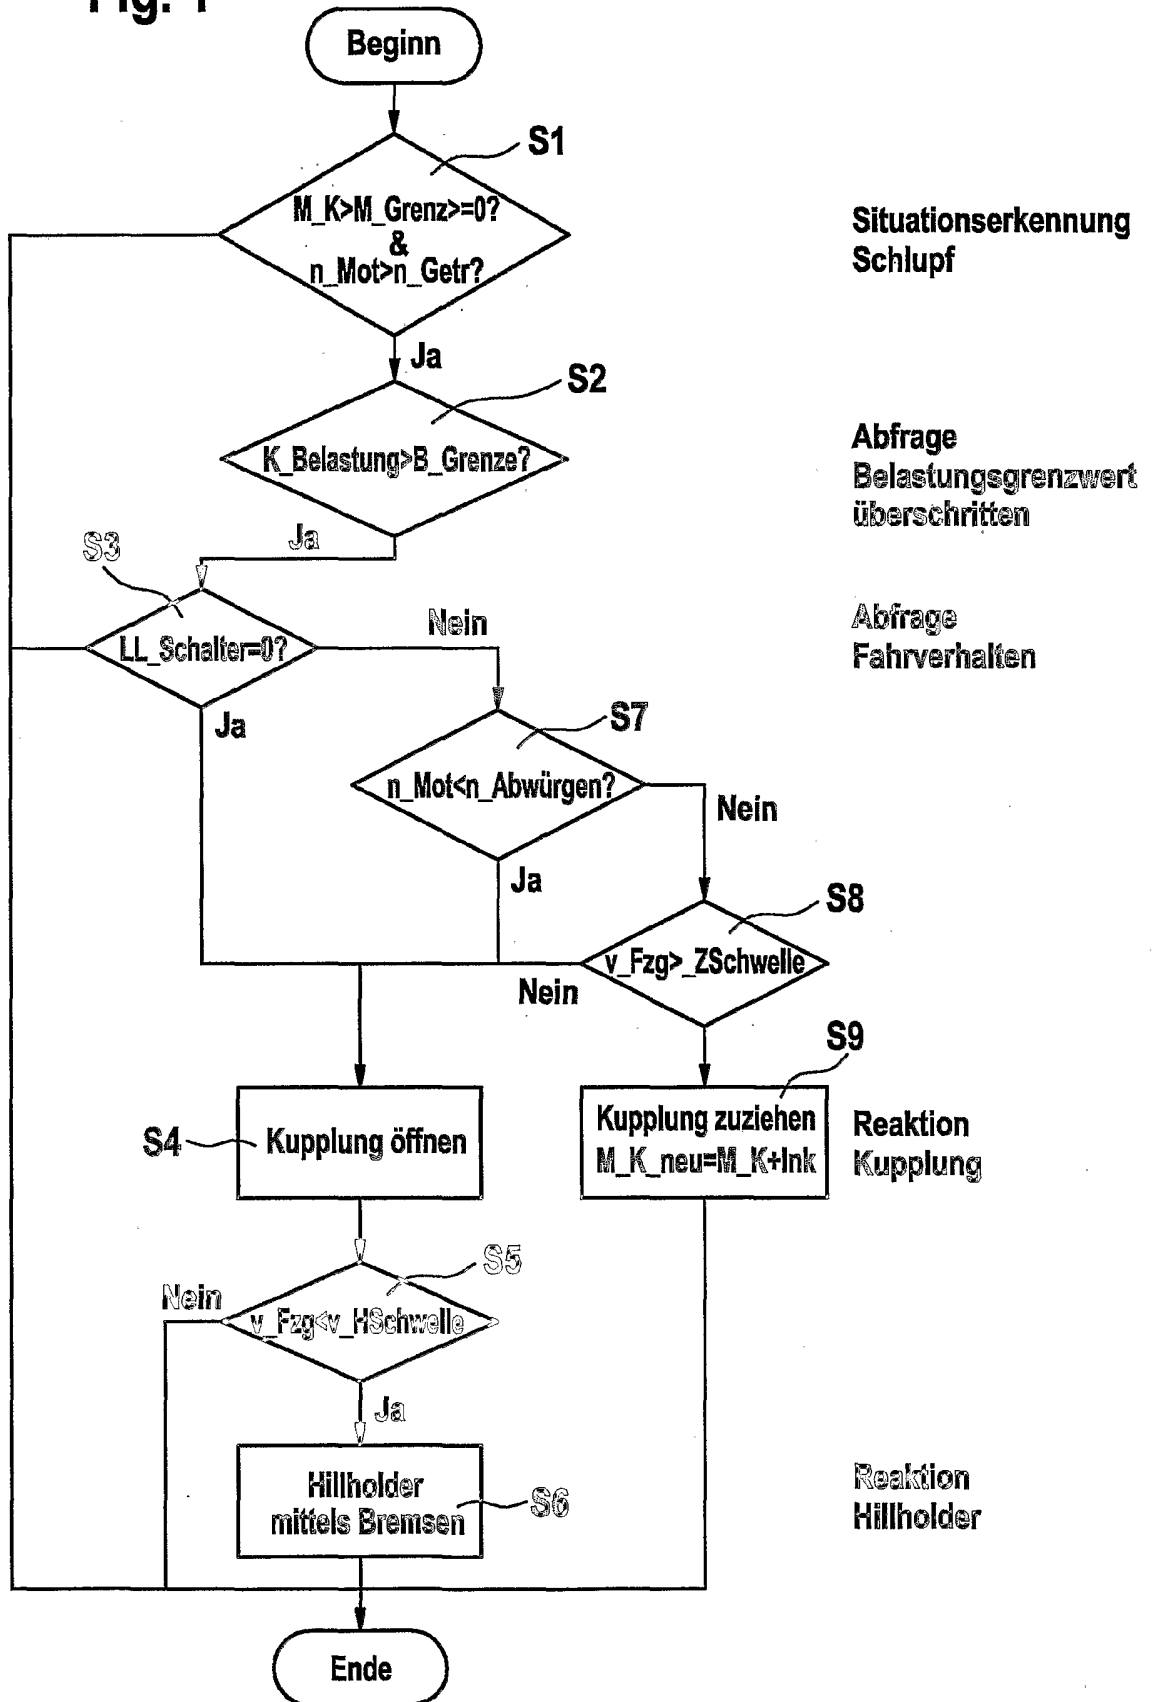 Fig. 1
Beginn
S1
M_K>M_Grenz>=0?
&
n_Mot>n_Getr?
Situationserkennung
Schlupf
Ja
S2
K_Belastung>B_Grenze?
Abfrage
Belastungsgrenzwert
überschritten
Ja
S3
LL_Schalter=0?
Nein
Abfrage
Fahrverhalten
Ja
S7
n_Mot<n_Abwürgen?
Nein
Ja
S8
v_Fzg>_ZSchwelle
Nein
S9
S4
Kupplung öffnen
Kupplung zuziehen
M_K_neu=M_K+Ink
Reaktion
Kupplung
S5
Nein
v_Fzg<v_HSchwelle
Ja
Hillholder
mittels Bremsen
S6
Reaktion
Hillholder
Ende